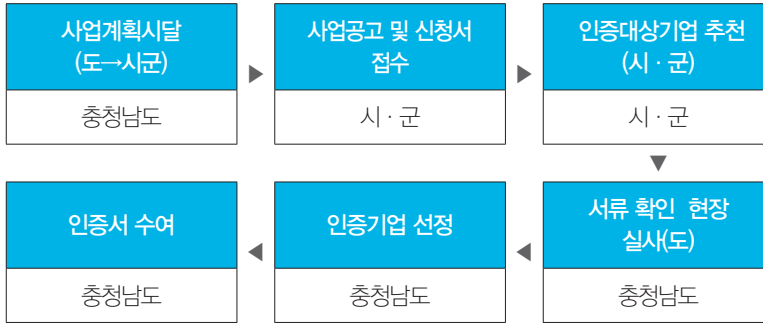 사업계획시달
(도→시군)
충청남도
사업공고 및 신청서
접수
시 · 군
인증대상기업 추천
(시 · 군)
시 · 군
서류 확인 현장
실사(도)
충청남도
인증기업 선정
충청남도
인증서 수여
충청남도